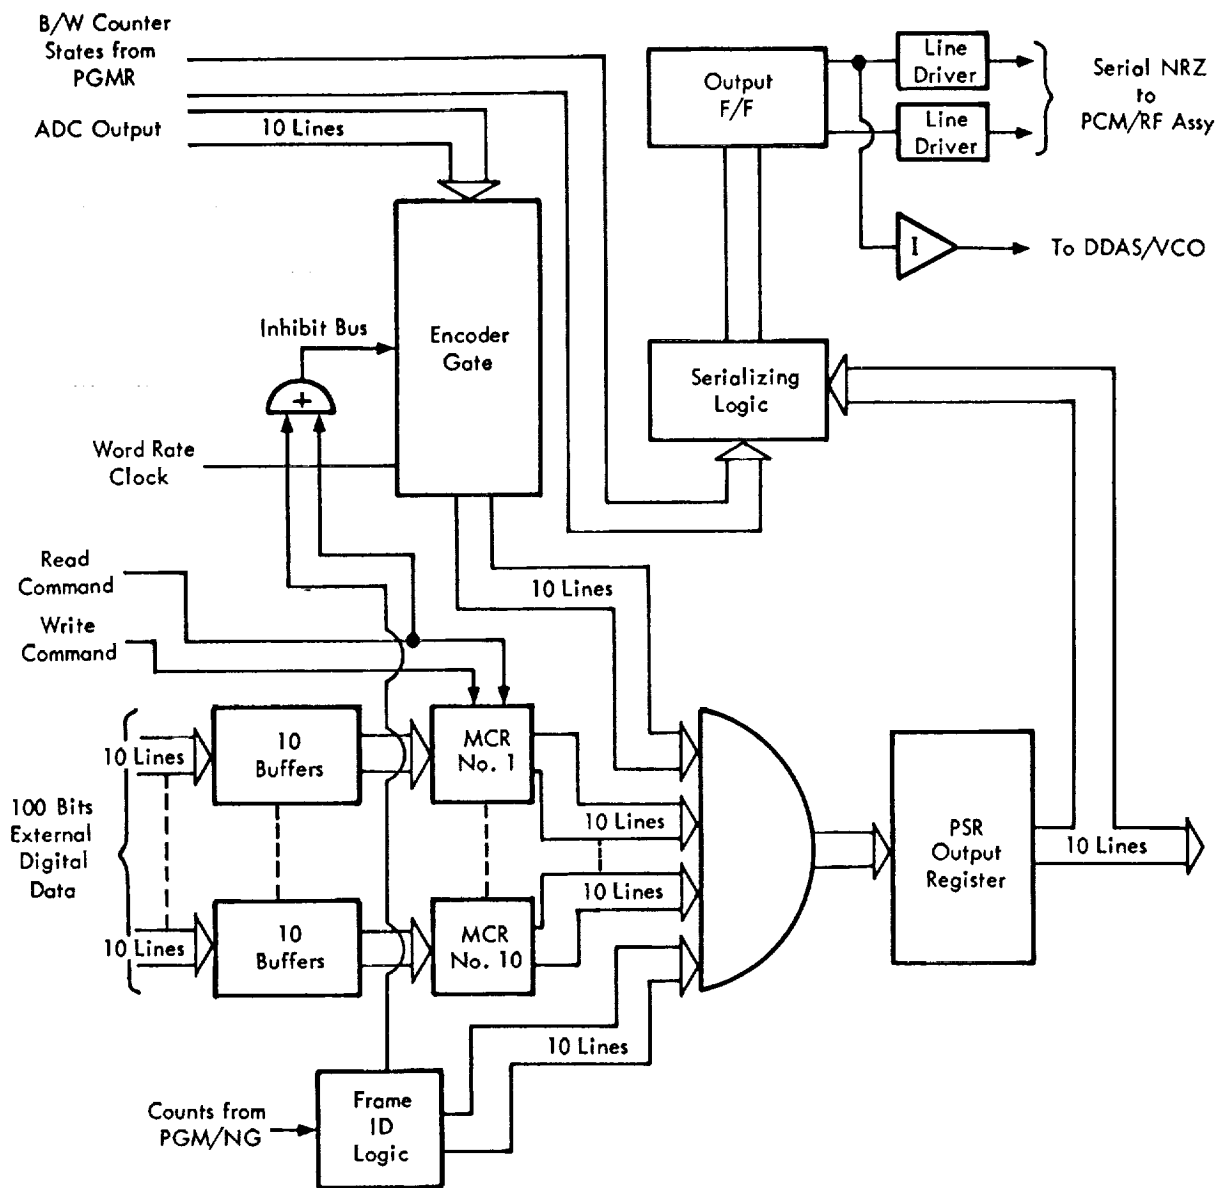 B/W Counter
States from
PGMR
ADC Output
10 Lines
Output
F/F
Line
Driver
Line
Driver
Serial NRZ
to
PCM/RF Assy
I
To DDAS/VCO
Inhibit Bus
Encoder
Gate
Serializing
Logic
+
Word Rate
Clock
Read
Command
10 Lines
Write
Command
10 Lines
10
Buffers
MCR
No. 1
10 Lines
100 Bits
External
Digital
Data
10 Lines
10 Lines
10
Buffers
MCR
No. 10
PSR
Output
Register
10 Lines
10 Lines
Counts from
PGM/NG
Frame
ID
Logic